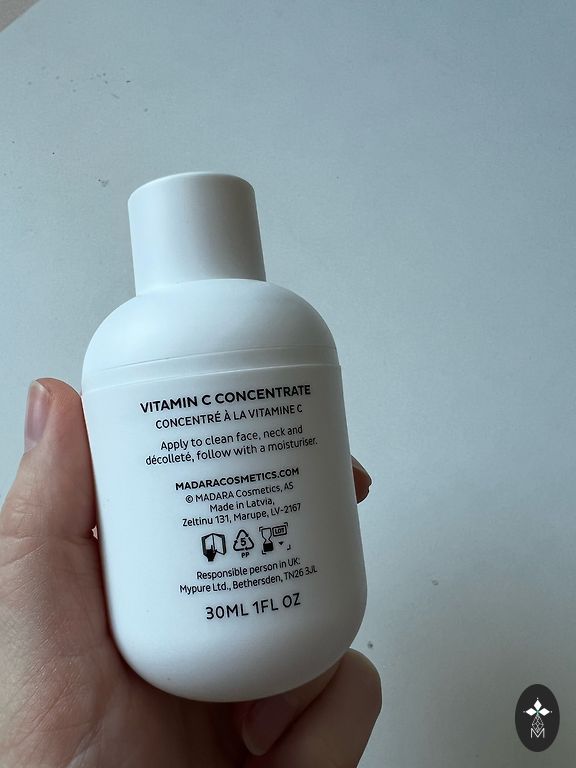 VITAMIN C CONCENTRATE
CONCENTRÉ À LA VITAMINE C
Apply to clean face, neck and
décolleté, follow with a moisturiser.
MADARACOSMETICS.COM
© MADARA Cosmetics, AS
Made in Latvia,
Zeltinu 131, Marupe, LV-2167
5
PP
LOT
Responsible person in UK:
Mypure Ltd., Bethersden, TN26 3JL
30ML 1FL OZ
M